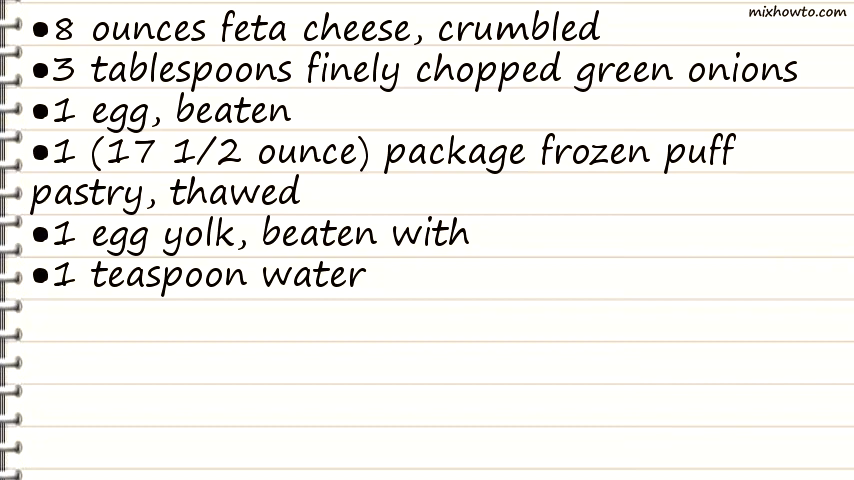 mixhowto.com
•8 ounces feta cheese, crumbled
•3 tablespoons finely chopped green onions
•1 egg, beaten
•1 (17 1/2 ounce) package frozen puff
pastry, thawed
•1 egg yolk, beaten with
•1 teaspoon water